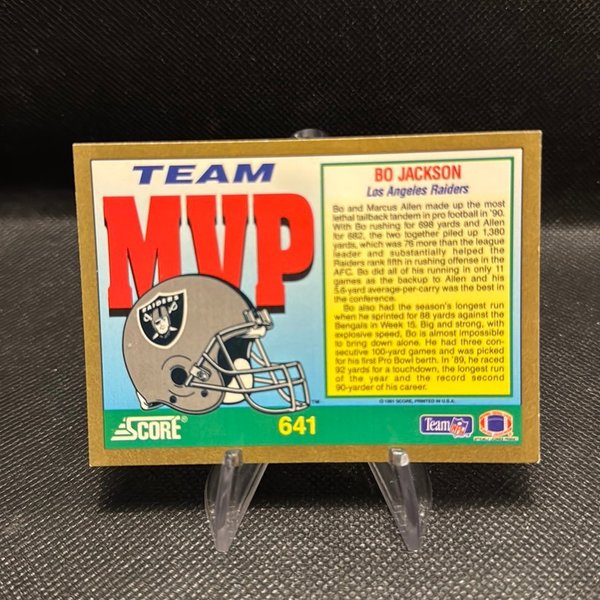 TEAM
MVP
RAIDERS
SCORE®
641
BO JACKSON
Los Angeles Raiders
Bo and Marcus Allen made up the most
lethal tailback tandem in pro football in '90.
With Bo rushing for 698 yards and Allen
for 682, the two together piled up 1,380
yards, which was 76 more than the league
leader and substantially helped the
Raiders rank fifth in rushing offense in the
AFC. Bo did all of his running in only 11
games as the backup to Allen and his
5.6-yard average-per-carry was the best in
the conference.
Bo also had the season's longest run
when he sprinted for 88 yards against the
Bengals in Week 15. Big and strong, with
explosive speed, Bo is almost impossible
to bring down alone. He had three con-
secutive 100-yard games and was picked
for his first Pro Bowl berth. In '89, he raced
92 yards for a touchdown, the longest run
of the year and the record second
90-yarder of his career.
© 1991 SCORE, PRINTED IN U.S.A.
Team NFL